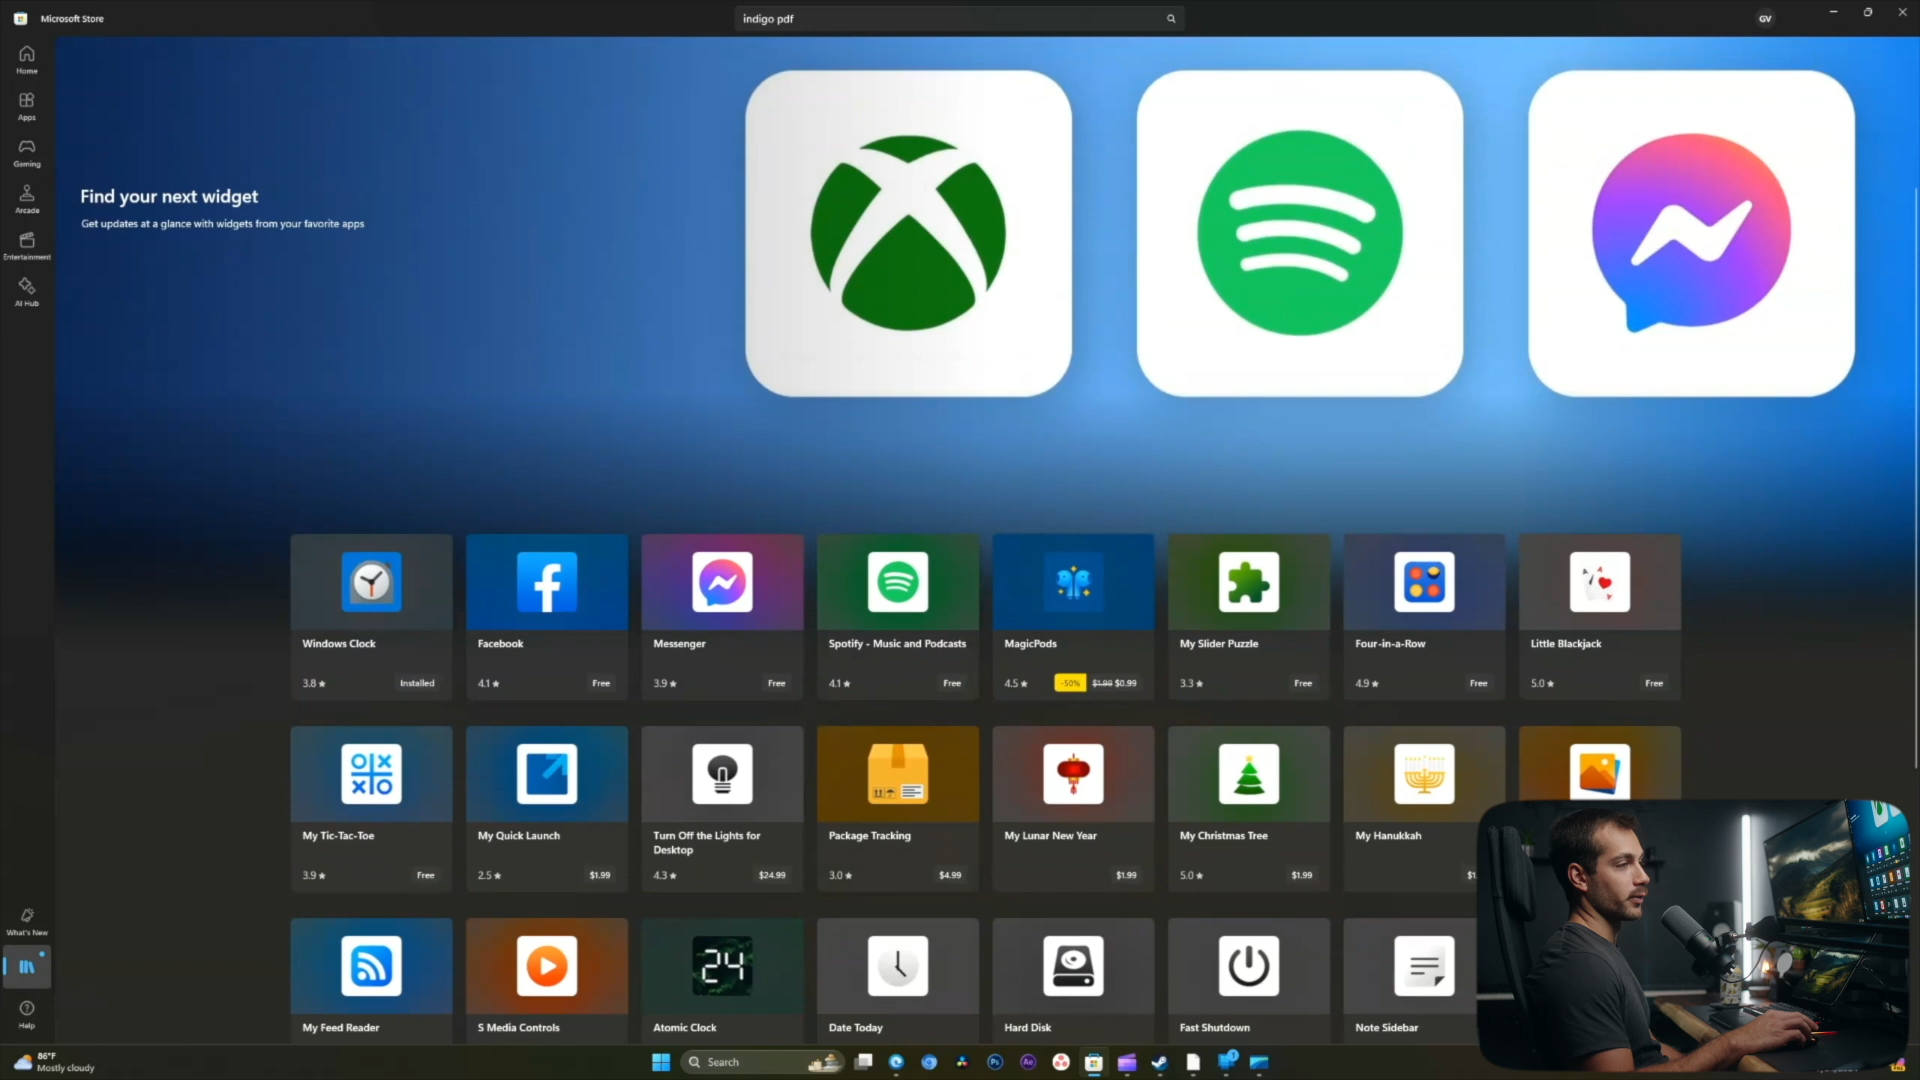 Microsoft Store
indigo pdf
GV
Home
Apps
Gaming
Arcade
Entertainment
AI Hub
Find your next widget
Get updates at a glance with widgets from your favorite apps
Windows Clock
3.8 ★ Installed
Facebook
4.1 ★ Free
Messenger
3.9 ★ Free
Spotify - Music and Podcasts
4.1 ★ Free
MagicPods
4.5 ★ -50% $1.99 $0.99
My Slider Puzzle
3.3 ★ Free
Four-in-a-Row
4.9 ★ Free
Little Blackjack
5.0 ★ Free
My Tic-Tac-Toe
3.9 ★ Free
My Quick Launch
2.5 ★ $1.99
Turn Off the Lights for
Desktop
4.3 ★ $24.99
Package Tracking
3.0 ★ $4.99
My Lunar New Year
$1.99
My Christmas Tree
5.0 ★ $1.99
My Hanukkah
$1.
24
My Feed Reader
S Media Controls
Atomic Clock
Date Today
Hard Disk
Fast Shutdown
Note Sidebar
What's New
Help
86°F
Mostly cloudy
Search
Ps
Ae
1